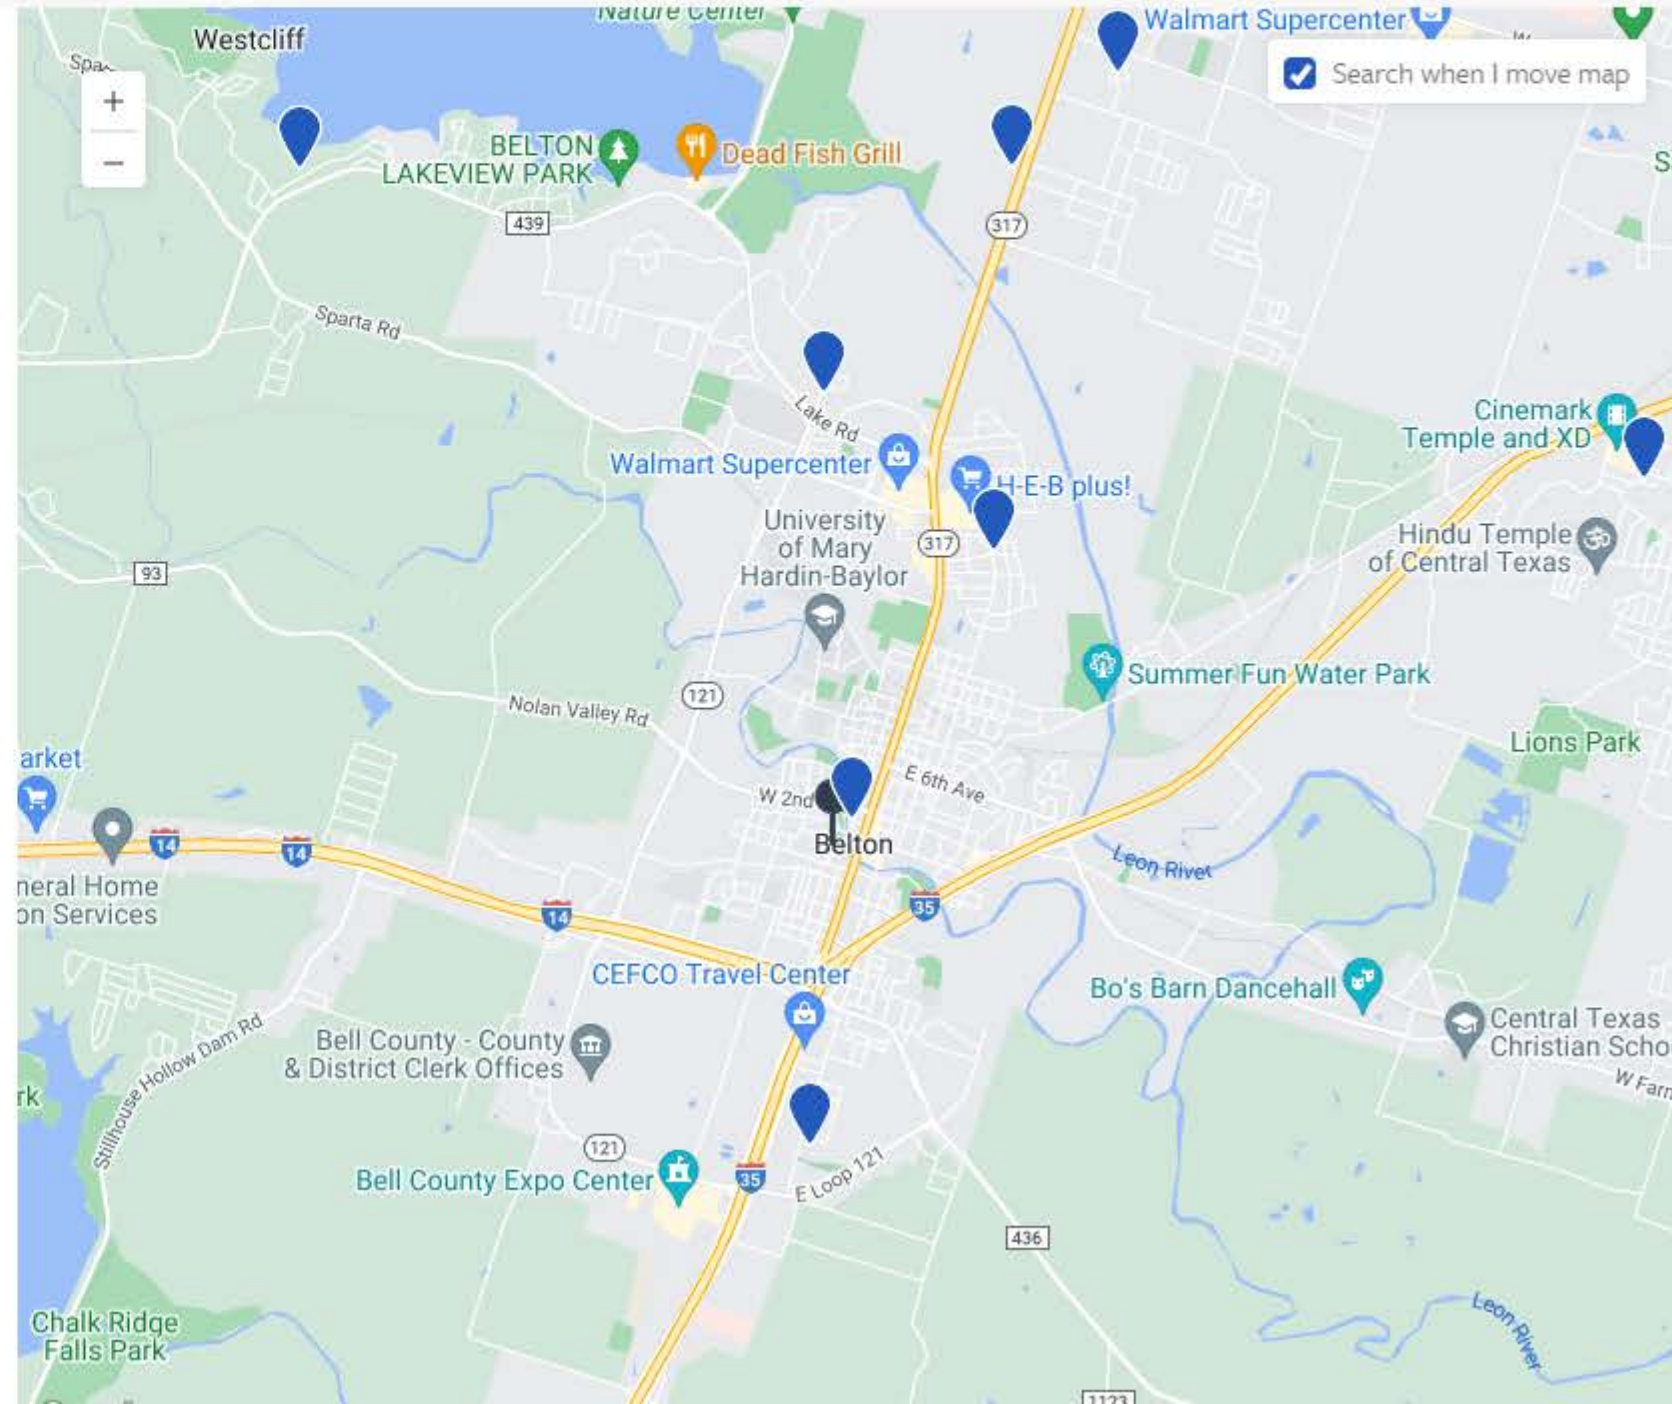 Nature Center
Walmart Supercenter
Westcliff
W
Search when I move map
Spa
+
BELTON
LAKEVIEW PARK
Dead Fish Grill
−
S
439
317
Sparta Rd
Lake Rd
Cinemark
Temple and XD
Walmart Supercenter
H-E-B plus!
University
of Mary
Hardin-Baylor
317
Hindu Temple
of Central Texas
93
Summer Fun Water Park
121
Nolan Valley Rd
Lions Park
arket
E 6th Ave
W 2nd
Belton
14
14
Leon River
neral Home
on Services
14
35
CEFCO Travel Center
Bo's Barn Dancehall
Central Texas
Christian Scho
Bell County - County
& District Clerk Offices
Stillhouse Hollow Dam Rd
W Farm
rk
121
Bell County Expo Center
35
E Loop 121
436
Leon River
Chalk Ridge
Falls Park
1123